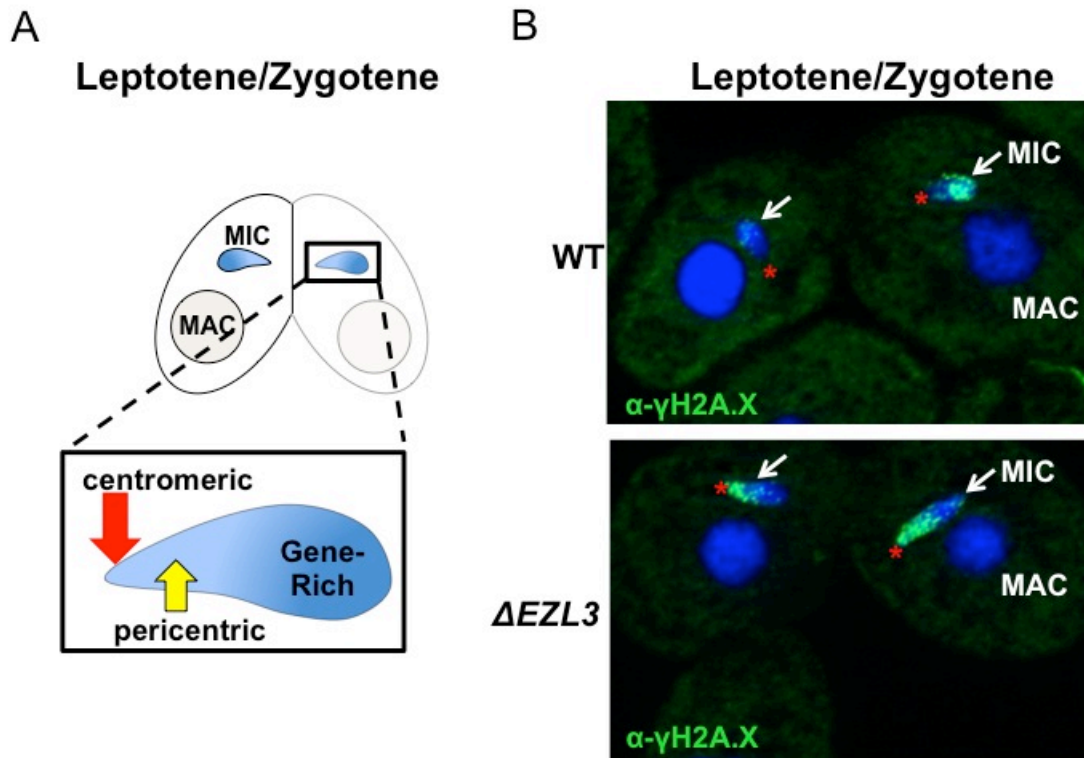 A
Leptotene/Zygotene
MIC
MAC
centromeric
Gene-
Rich
pericentric
B
Leptotene/Zygotene
WT
MIC
*
*
MAC
α-γH2A.X
ΔEZL3
*
MIC
*
MAC
α-γH2A.X